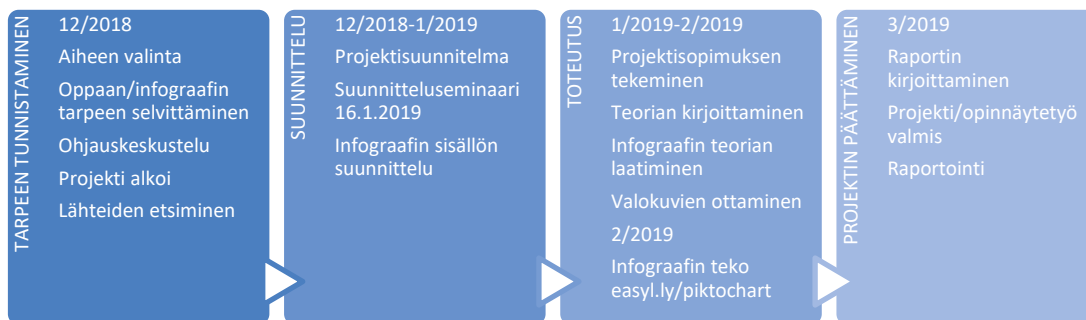 TARPEEN TUNNISTAMINEN
12/2018
Aiheen valinta
Oppaan/infograafin
tarpeen selvittäminen
Ohjauskeskustelu
Projekti alkoi
Lähteiden etsiminen
SUUNNITTELU
12/2018-1/2019
Projektisuunnitelma
Suunnitteluseminaari
16.1.2019
Infograafin sisällön
suunnittelu
TOTEUTUS
1/2019-2/2019
Projektisopimuksen
tekeminen
Teorian kirjoittaminen
Infograafin teorian
laatiminen
Valokuvien ottaminen
2/2019
Infograafin teko
easyl.ly/piktochart
PROJEKTIN PÄÄTTÄMINEN
3/2019
Raportin
kirjoittaminen
Projekti/opinnäytetyö
valmis
Raportointi